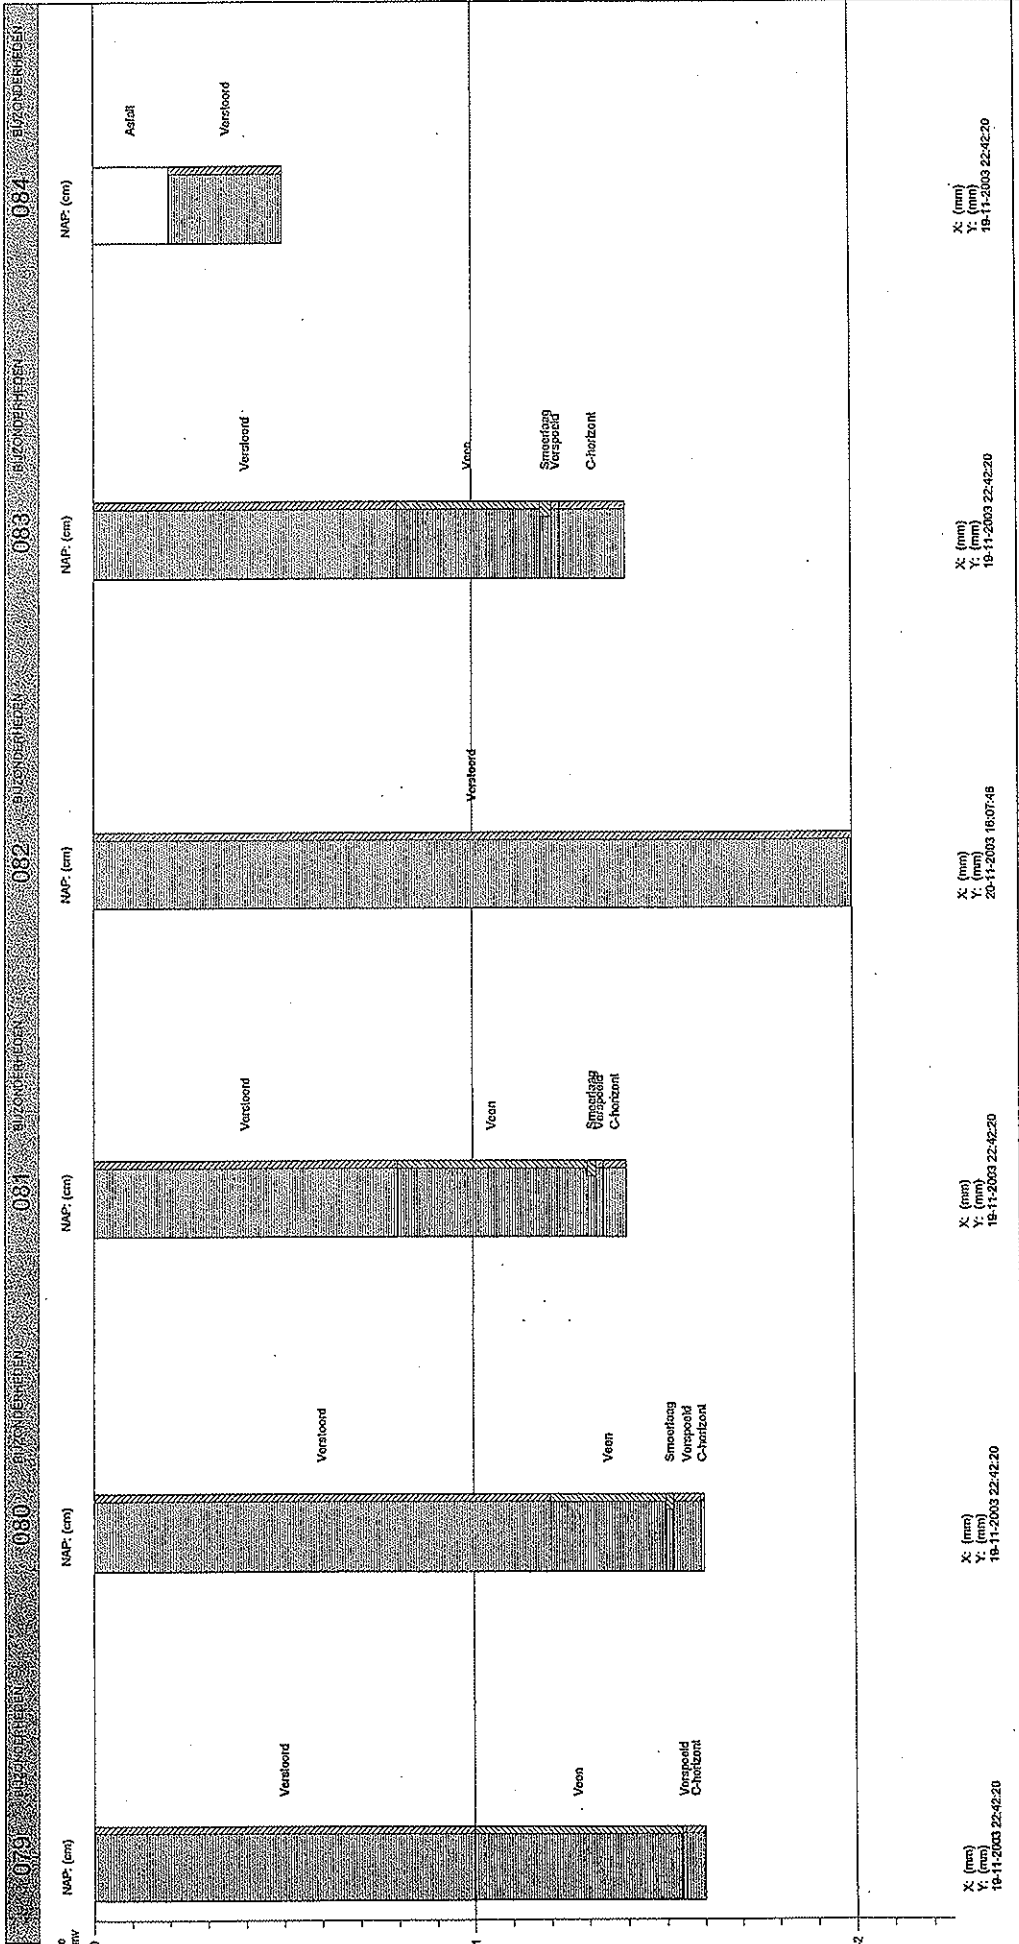 079 BIJZONDERHEDEN 080 BIJZONDERHEDEN 081 BIJZONDERHEDEN 082 BIJZONDERHEDEN 083 BIJZONDERHEDEN 084 BIJZONDERHEDEN
mv
NAP: (cm)
Verstoord
Veen
Verspoeld
C-horizont
X: (mm)
Y: (mm)
19-11-2003 22:42:20
NAP: (cm)
Verstoord
Veen
Smeerlaag
Verspoeld
C-horizont
X: (mm)
Y: (mm)
19-11-2003 22:42:20
NAP: (cm)
Verstoord
Veen
Smeerlaag
Verspoeld
C-horizont
X: (mm)
Y: (mm)
19-11-2003 22:42:20
NAP: (cm)
Verstoord
X: (mm)
Y: (mm)
20-11-2003 16:07:46
NAP: (cm)
Verstoord
Veen
Smeerlaag
Verspoeld
C-horizont
X: (mm)
Y: (mm)
19-11-2003 22:42:20
NAP: (cm)
Asfalt
Verstoord
X: (mm)
Y: (mm)
19-11-2003 22:42:20